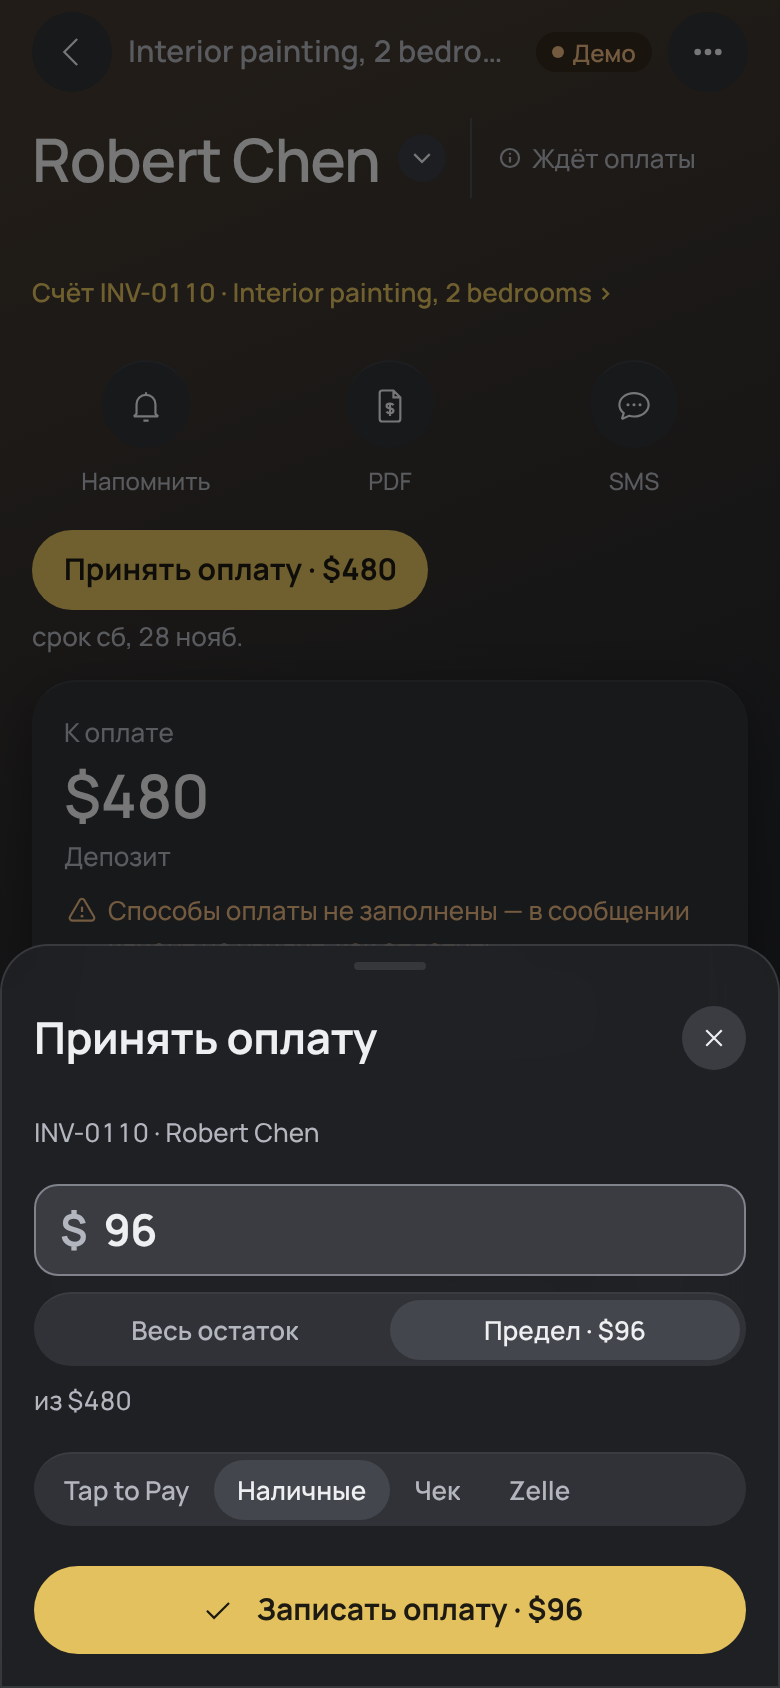 Interior painting, 2 bedro...
Демо
Robert Chen
Ждёт оплаты
Счёт INV-0110 · Interior painting, 2 bedrooms ›
Напомнить
PDF
SMS
Принять оплату · $480
срок сб, 28 нояб.
К оплате
$480
Депозит
Способы оплаты не заполнены — в сообщении
Принять оплату
INV-0110 · Robert Chen
$ 96
Весь остаток
Предел · $96
из $480
Tap to Pay
Наличные
Чек
Zelle
Записать оплату · $96